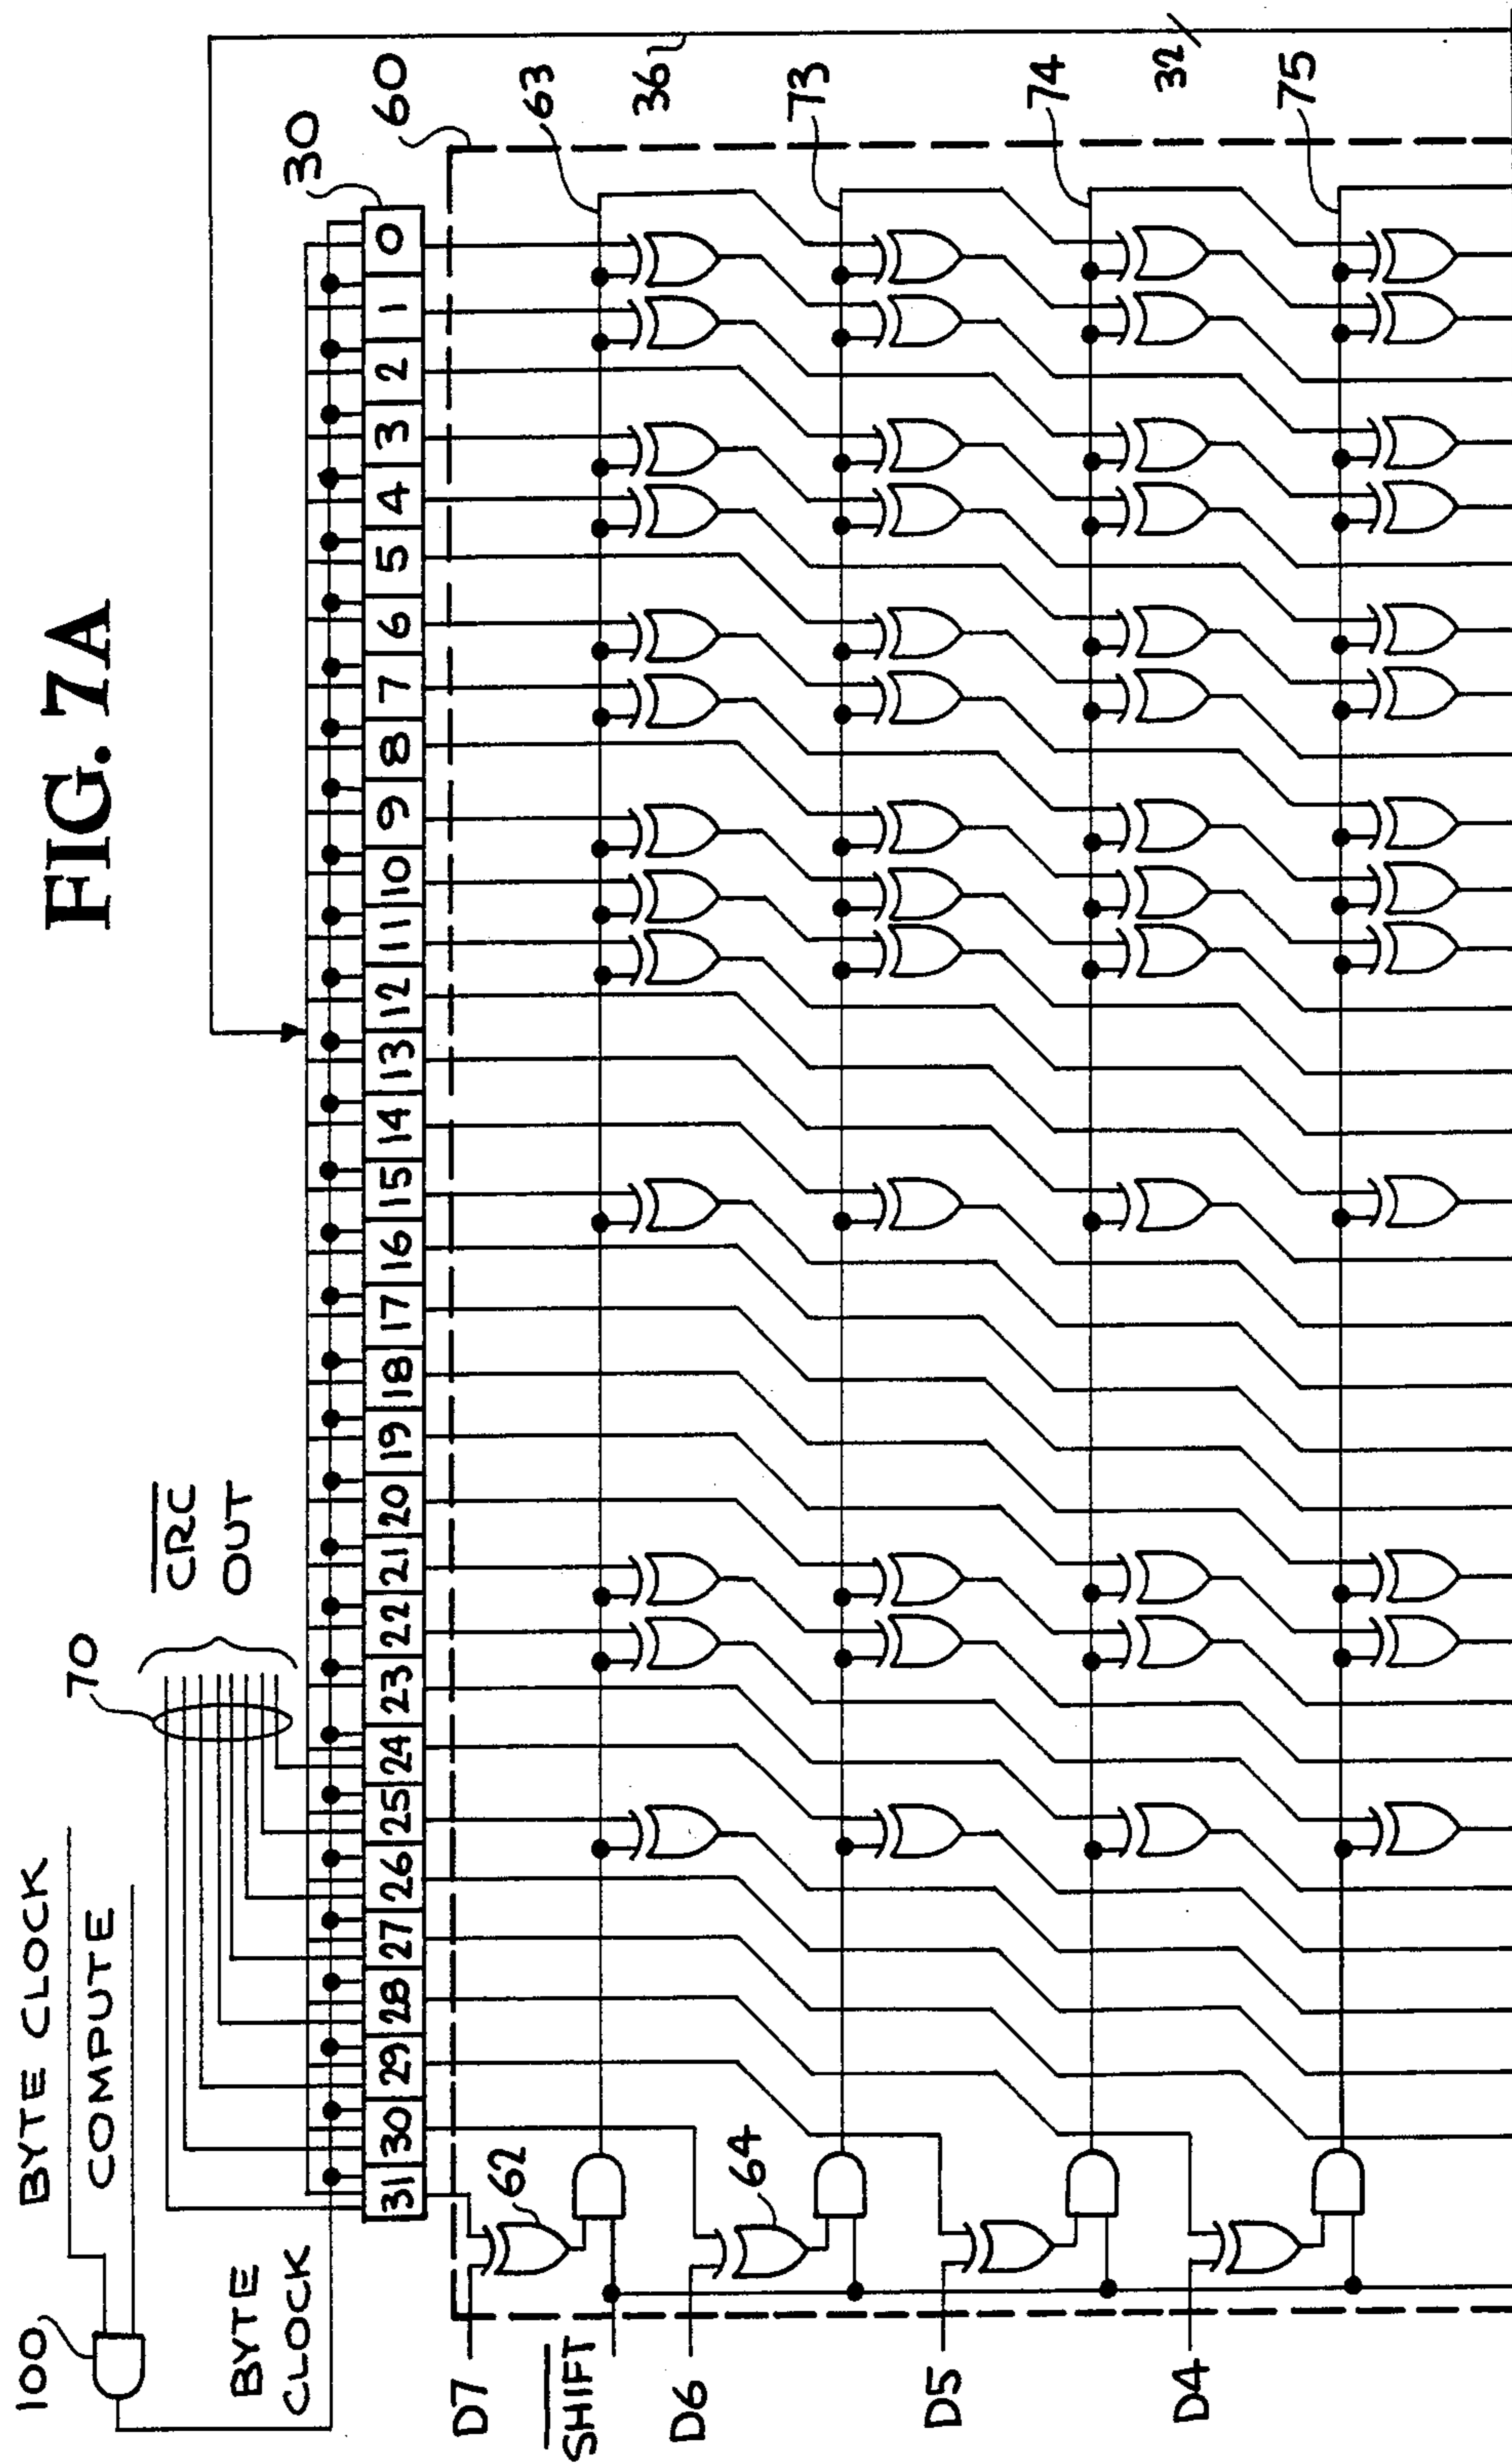 FIG. 7A
100
BYTE CLOCK
COMPUTE
70
CRC
OUT
BYTE
CLOCK
30
60
31 30 29 28 27 26 25 24 23 22 21 20 19 18 17 16 15 14 13 12 11 10 9 8 7 6 5 4 3 2 1 0
D7
62
63
SHIFT
36
D6
64
73
D5
74
32
D4
75